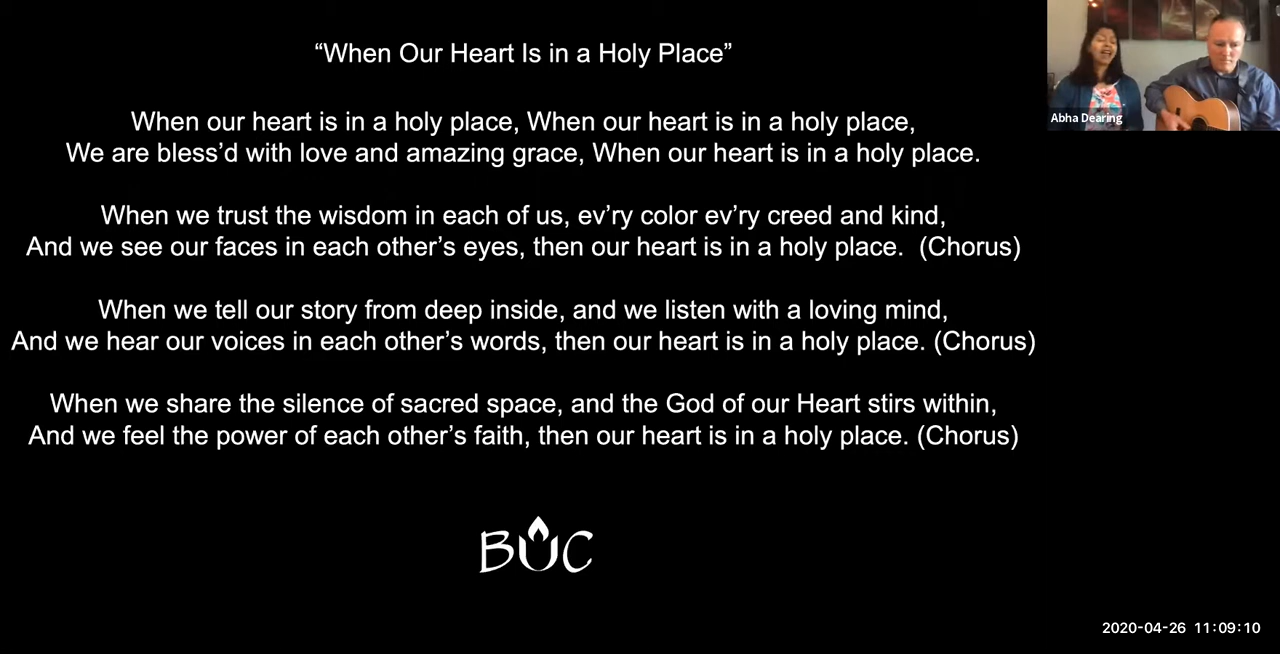 “When Our Heart Is in a Holy Place”
When our heart is in a holy place, When our heart is in a holy place,
We are bless’d with love and amazing grace, When our heart is in a holy place.
When we trust the wisdom in each of us, ev’ry color ev’ry creed and kind,
And we see our faces in each other’s eyes, then our heart is in a holy place.  (Chorus)
When we tell our story from deep inside, and we listen with a loving mind,
And we hear our voices in each other’s words, then our heart is in a holy place. (Chorus)
When we share the silence of sacred space, and the God of our Heart stirs within,
And we feel the power of each other’s faith, then our heart is in a holy place. (Chorus)
BUC
Abha Dearing
2020-04-26 11:09:10